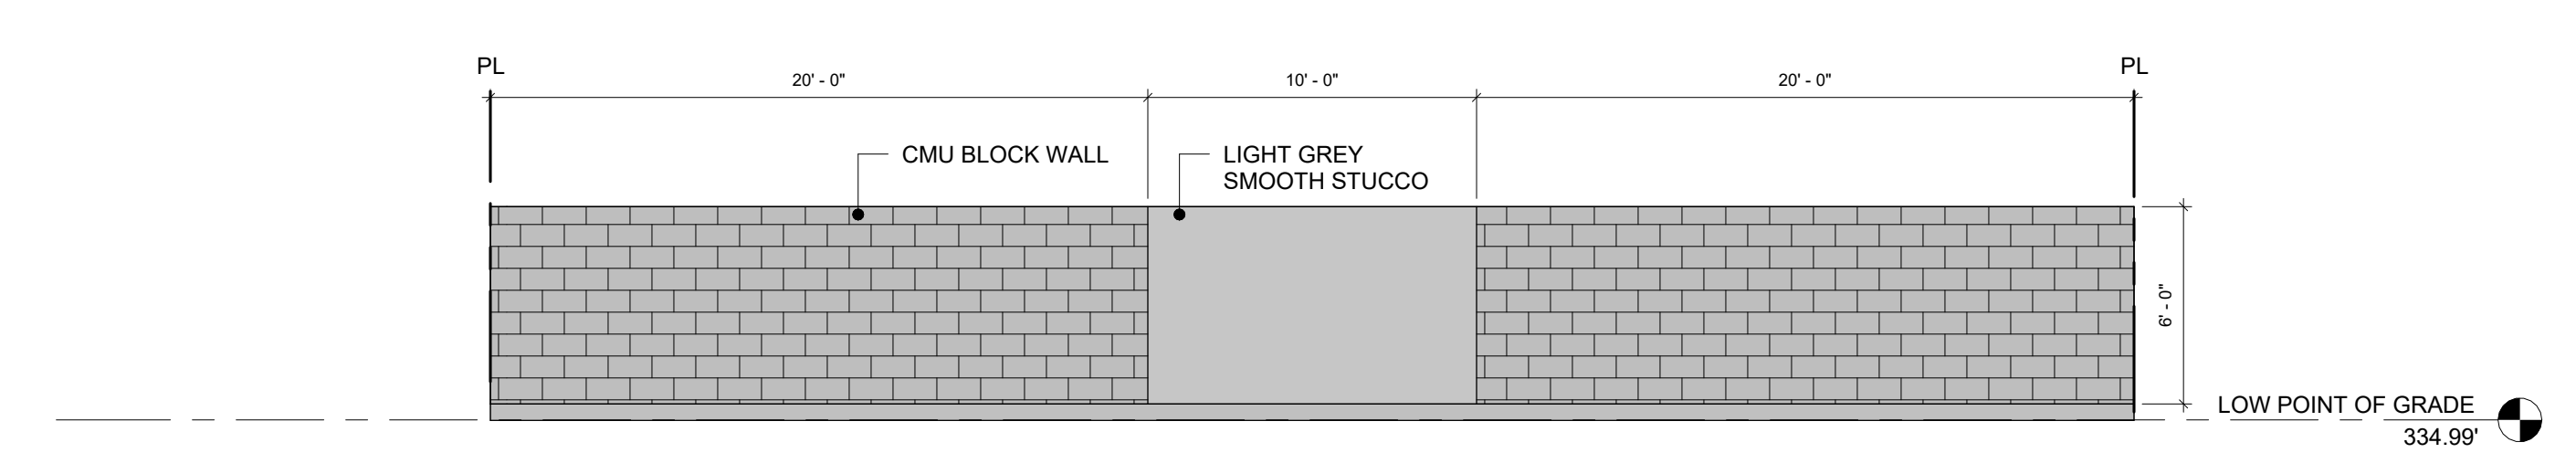 PL
PL
20' - 0"
10' - 0"
20' - 0"
CMU BLOCK WALL
LIGHT GREY
SMOOTH STUCCO
6' - 0"
LOW POINT OF GRADE
334.99'